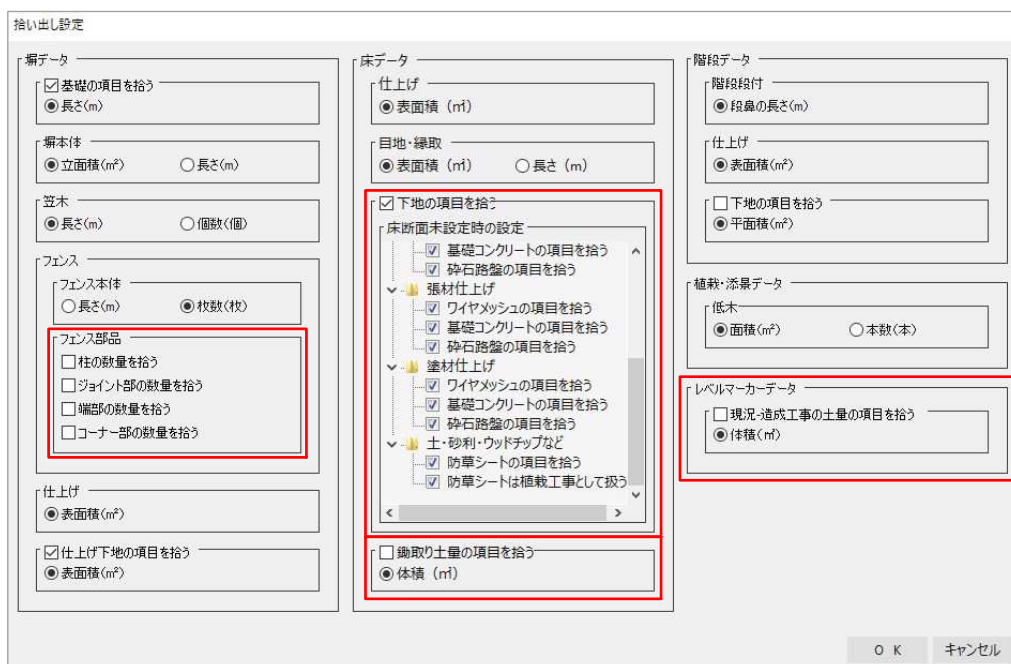 拾い出し設定
塀データ
基礎の項目を拾う
長さ(m)
塀本体
立面積(m²) 長さ(m)
笠木
長さ(m) 個数(個)
フェンス
フェンス本体
長さ(m) 枚数(枚)
フェンス部品
柱の数量を拾う
ジョイント部の数量を拾う
端部の数量を拾う
コーナー部の数量を拾う
仕上げ
表面積(m²)
仕上げ下地の項目を拾う
表面積(m²)
床データ
仕上げ
表面積 (㎡)
目地・縁取
表面積 (㎡) 長さ (m)
下地の項目を拾う
床断面未設定時の設定
基礎コンクリートの項目を拾う
砕石路盤の項目を拾う
張材仕上げ
ワイヤメッシュの項目を拾う
基礎コンクリートの項目を拾う
砕石路盤の項目を拾う
塗材仕上げ
ワイヤメッシュの項目を拾う
基礎コンクリートの項目を拾う
砕石路盤の項目を拾う
土・砂利・ウッドチップなど
防草シートの項目を拾う
防草シートは植栽工事として扱う
鋤取り土量の項目を拾う
体積 (㎥)
階段データ
階段段付
段鼻の長さ(m)
仕上げ
表面積(m²)
下地の項目を拾う
平面積(m²)
植栽・添景データ
低木
面積(m²) 本数(本)
レベルマーカーデータ
現況-造成工事の土量の項目を拾う
体積(㎥)
OK キャンセル